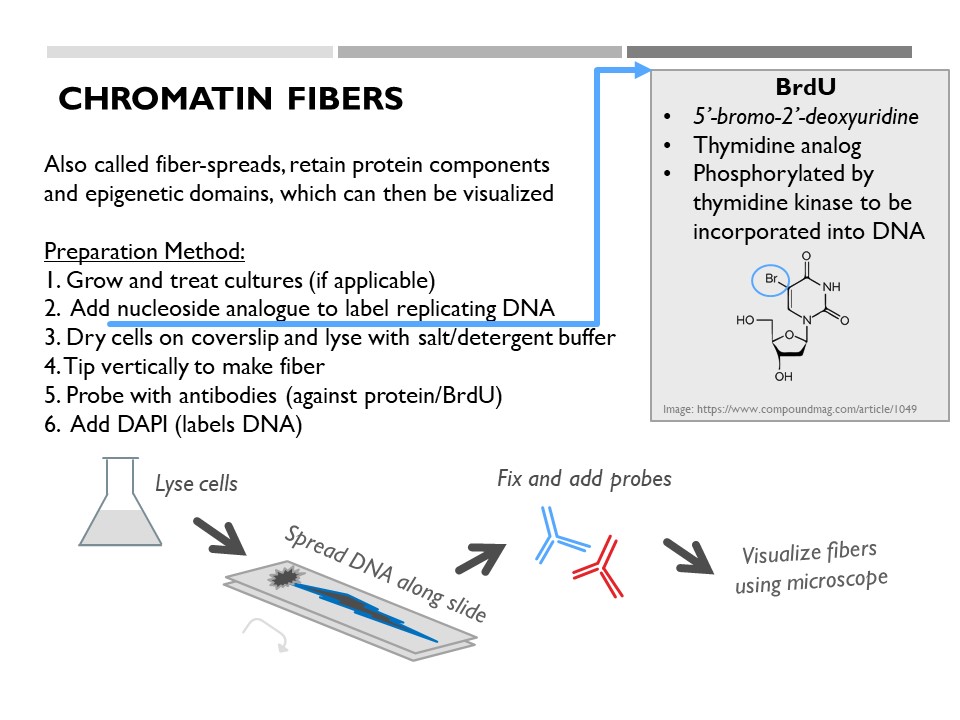 CHROMATIN FIBERS
Also called fiber-spreads, retain protein components
and epigenetic domains, which can then be visualized
Preparation Method:
1. Grow and treat cultures (if applicable)
2. Add nucleoside analogue to label replicating DNA
3. Dry cells on coverslip and lyse with salt/detergent buffer
4. Tip vertically to make fiber
5. Probe with antibodies (against protein/BrdU)
6. Add DAPI (labels DNA)
BrdU
• 5’-bromo-2’-deoxyuridine
• Thymidine analog
• Phosphorylated by
thymidine kinase to be
incorporated into DNA
O
Br
NH
N
O
HO
O
OH
Image: https://www.compoundmag.com/article/1049
Lyse cells
Spread DNA along slide
Fix and add probes
Visualize fibers
using microscope